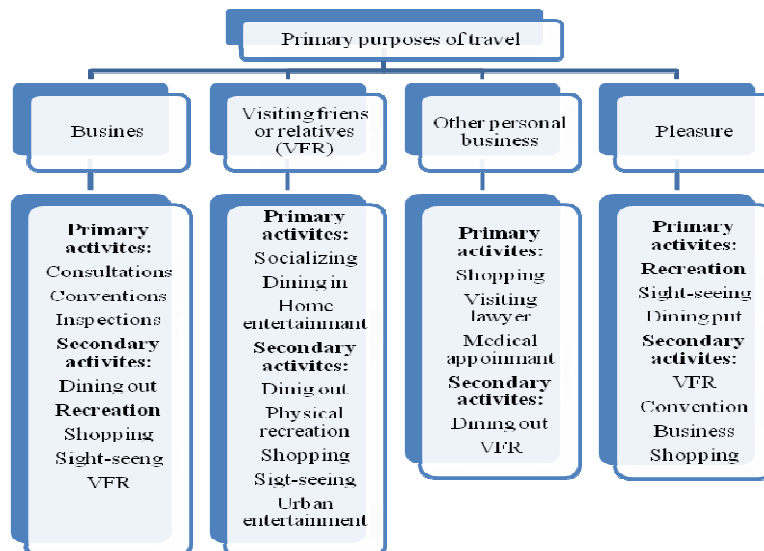 Primary purposes of travel
Busines
Primary
activites:
Consultations
Conventions
Inspections
Secondary
activites:
Dining out
Recreation
Shopping
Sight-seeng
VFR
Visiting friens
or relatives
(VFR)
Primary
activites:
Socializing
Dining in
Home
entertainmant
Secondary
activites:
Dinig out
Physical
recreation
Shopping
Sigt-seeing
Urban
entertainment
Other personal
business
Primary
activites:
Shopping
Visiting
lawyer
Medical
appoinmant
Secondary
activites:
Dining out
VFR
Pleasure
Primary
activites:
Recreation
Sight-seeing
Dining put
Secondary
activites:
VFR
Convention
Business
Shopping